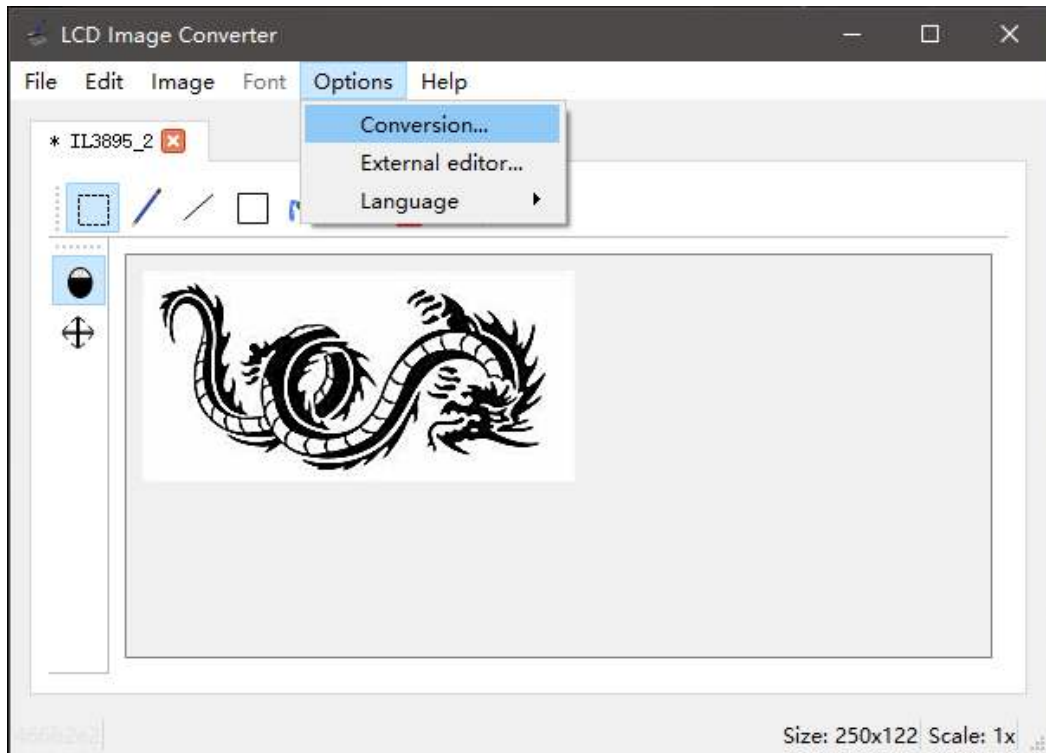 LCD Image Converter
File Edit Image Font Options Help
Conversion...
External editor...
Language
* IL3895_2
Size: 250x122 Scale: 1x